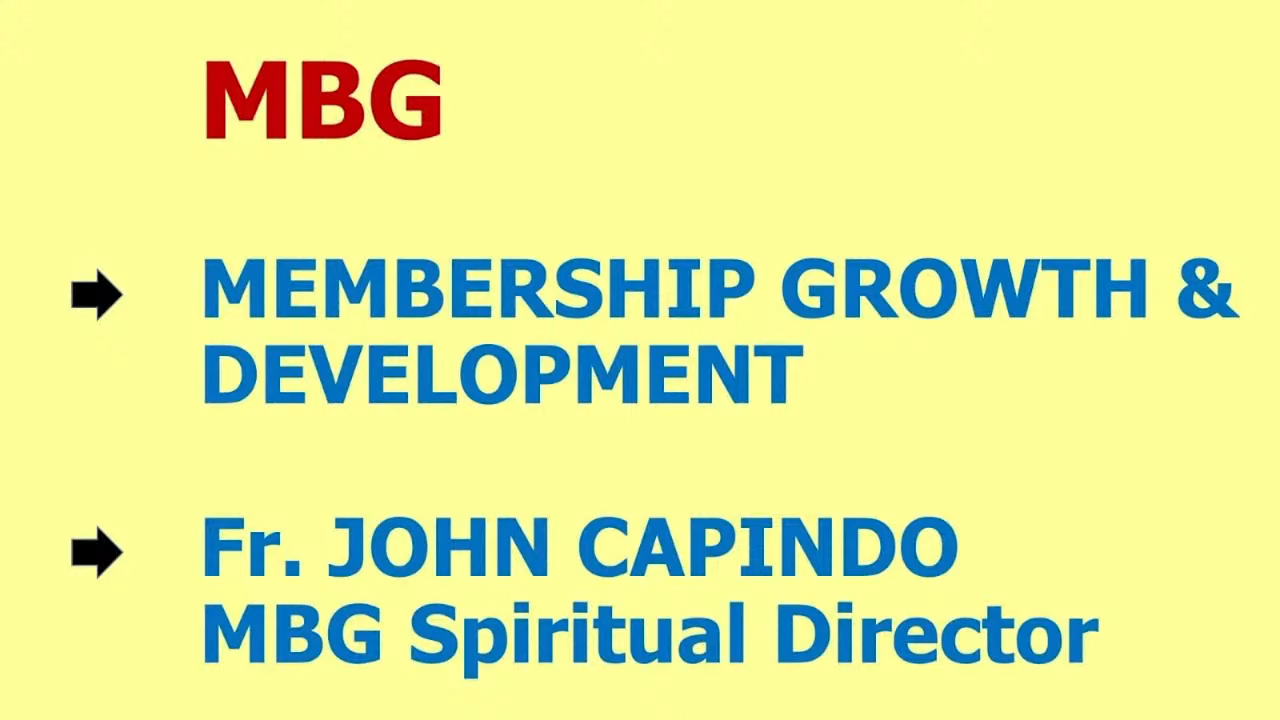 MBG
MEMBERSHIP GROWTH &
DEVELOPMENT
Fr. JOHN CAPINDO
MBG Spiritual Director